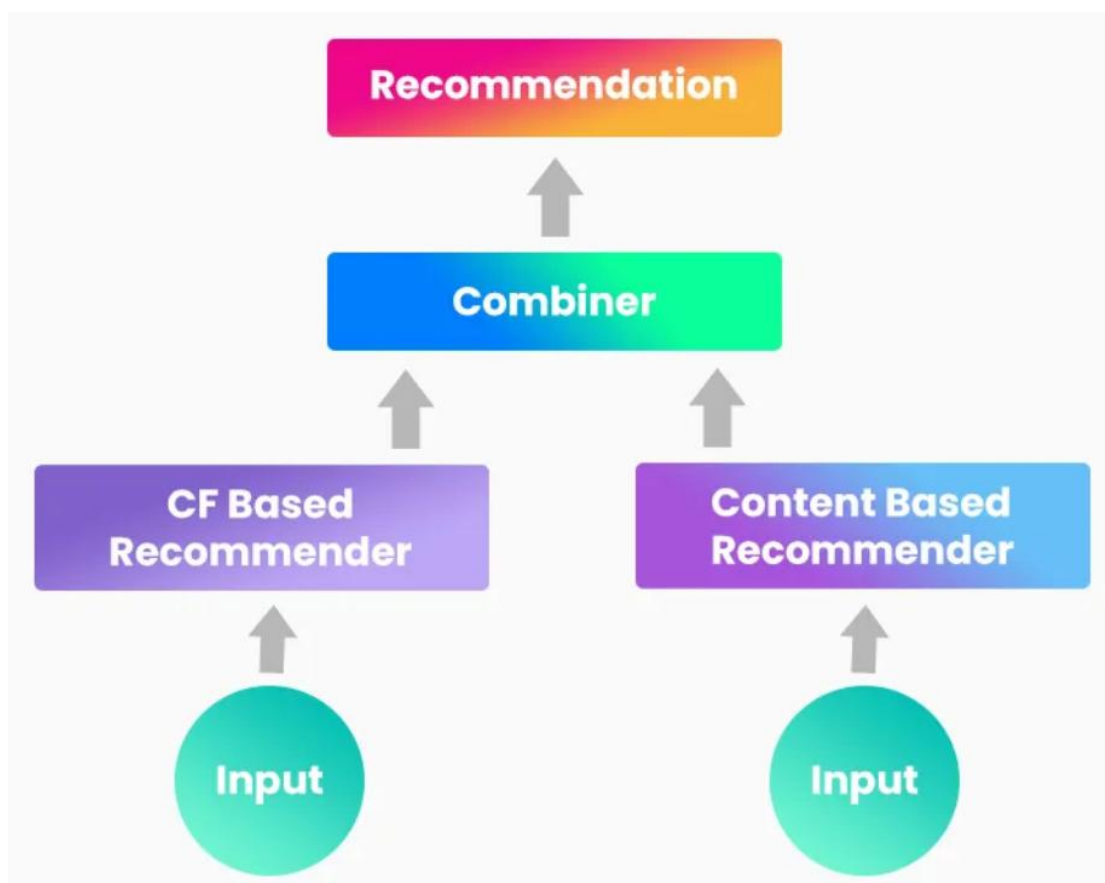 Recommendation
Combiner
CF Based
Recommender
Content Based
Recommender
Input
Input